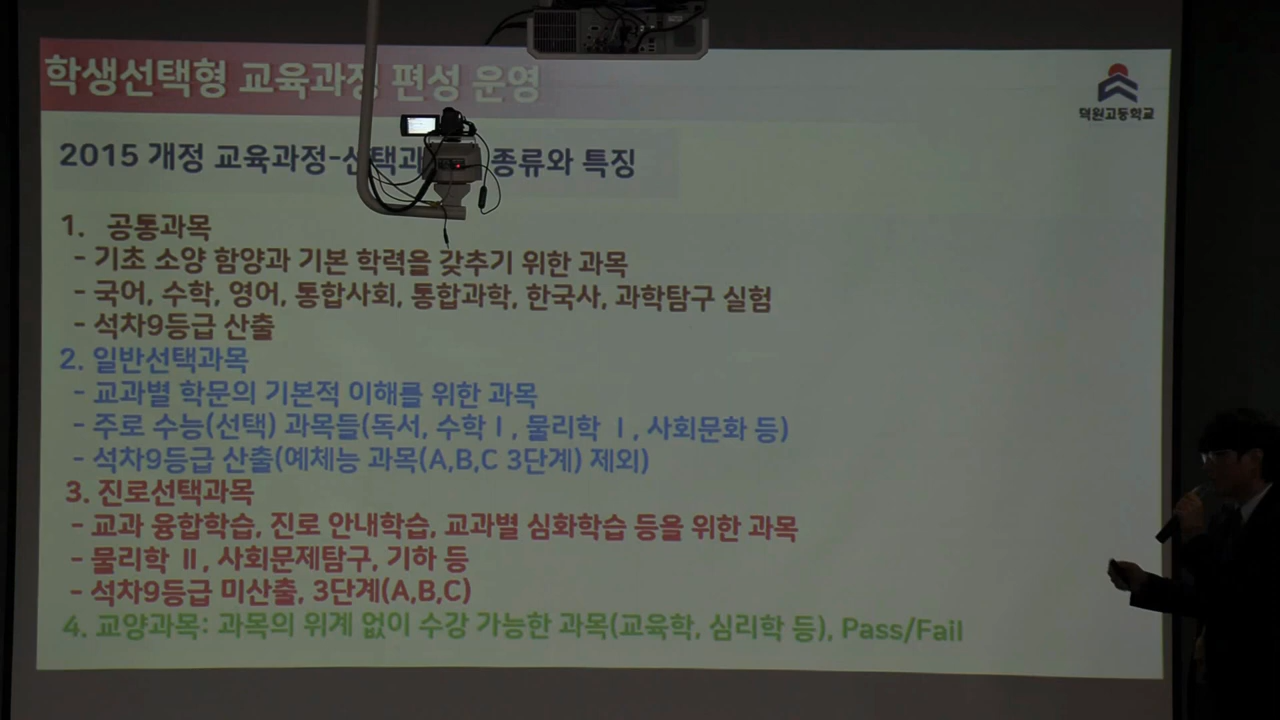 학생선택형 교육과정 편성 운영
덕원고등학교
2015 개정 교육과정-선택과 종류와 특징
1. 공통과목
- 기초 소양 함양과 기본 학력을 갖추기 위한 과목
- 국어, 수학, 영어, 통합사회, 통합과학, 한국사, 과학탐구 실험
- 석차9등급 산출
2. 일반선택과목
- 교과별 학문의 기본적 이해를 위한 과목
- 주로 수능(선택) 과목들(독서, 수학Ⅰ, 물리학 Ⅰ, 사회문화 등)
- 석차9등급 산출(예체능 과목(A,B,C 3단계) 제외)
3. 진로선택과목
- 교과 융합학습, 진로 안내학습, 교과별 심화학습 등을 위한 과목
- 물리학 Ⅱ, 사회문제탐구, 기하 등
- 석차9등급 미산출, 3단계(A,B,C)
4. 교양과목: 과목의 위계 없이 수강 가능한 과목(교육학, 심리학 등), Pass/Fail